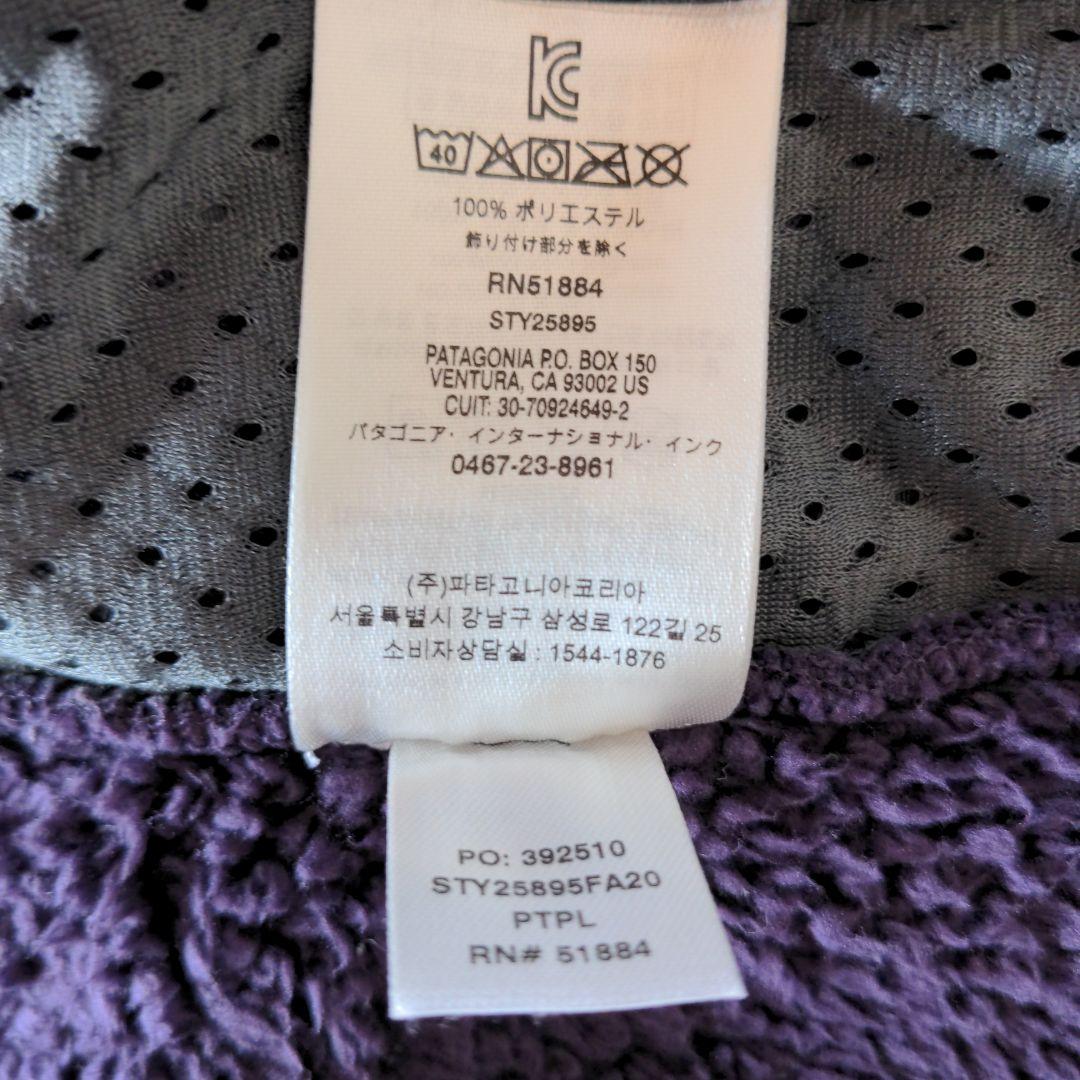 KC
40
100% ポリエステル
飾り付け部分を除く
RN51884
STY25895
PATAGONIA P.O. BOX 150
VENTURA, CA 93002 US
CUIT: 30-70924649-2
パタゴニア・インターナショナル・インク
0467-23-8961
(주)파타고니아코리아
서울특별시 강남구 삼성로 122길 25
소비자상담실 : 1544-1876
PO: 392510
STY25895FA20
PTPL
RN# 51884